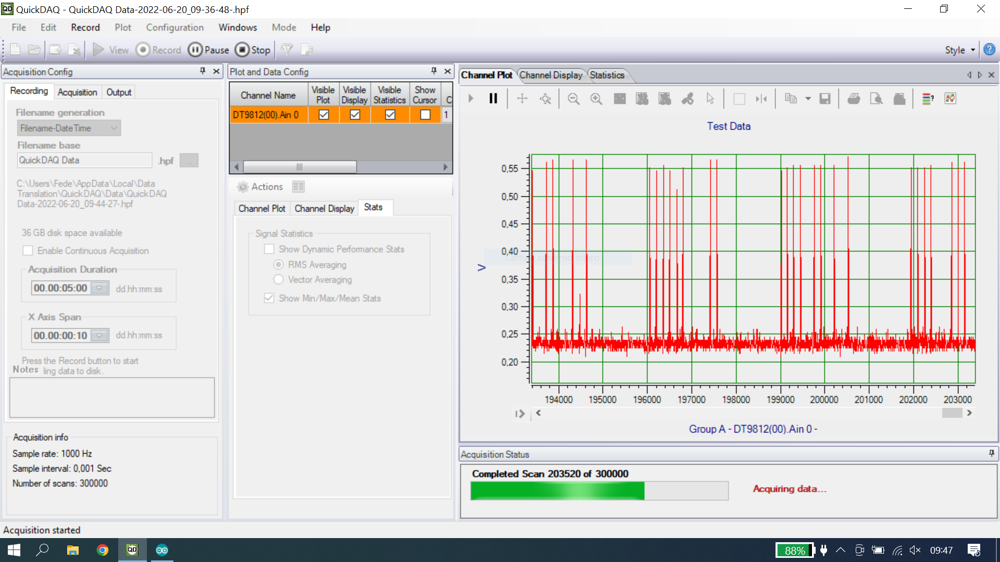 QuickDAQ - QuickDAQ Data-2022-06-20_09-36-48-.hpf
File Edit Record Plot Configuration Windows Mode Help
View Record Pause Stop
Style
Acquisition Config
Recording Acquisition Output
Filename generation
Filename-DateTime
Filename base
QuickDAQ Data .hpf ...
C:\Users\Fede\AppData\Local\Data
Translation\QuickDAQ\Data\QuickDAQ
Data-2022-06-20_09-44-27-.hpf
36 GB disk space available
Enable Continuous Acquisition
Acquisition Duration
00.00:05:00 dd.hh:mm:ss
X Axis Span
00.00:00:10 dd.hh:mm:ss
Press the Record button to start
Notes ling data to disk.
Acquisition info
Sample rate: 1000 Hz
Sample interval: 0,001 Sec
Number of scans: 300000
Plot and Data Config
Channel Name Visible Plot Visible Display Visible Statistics Show Cursor C
DT9812(00).Ain 0 1
Actions
Channel Plot Channel Display Stats
Signal Statistics
Show Dynamic Performance Stats
RMS Averaging
Vector Averaging
Show Min/Max/Mean Stats
Channel Plot Channel Display Statistics
Test Data
0,55
0,50
0,45
0,40
0,35
0,30
0,25
0,20
V
Cattura schermo intero
194000 195000 196000 197000 198000 199000 200000 201000 202000 203000
Group A - DT9812(00).Ain 0 -
Acquisition Status
Completed Scan 203520 of 300000
Acquiring data...
Acquisition started
QD
88%
09:47